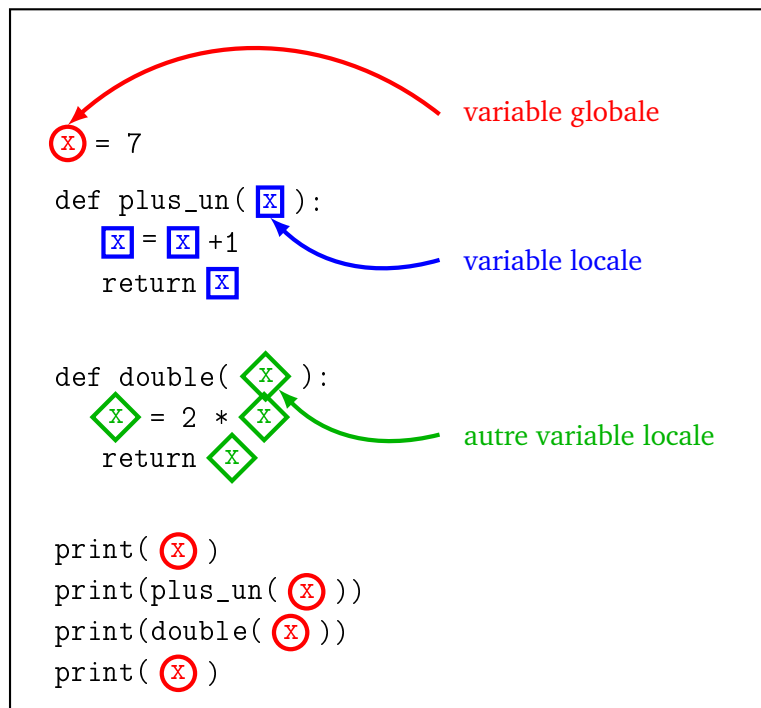 variable globale
x = 7
def plus_un( x ):
x = x +1
variable locale
return x
def double( x ):
x = 2 * x
autre variable locale
return x
print( x )
print(plus_un( x ))
print(double( x ))
print( x )